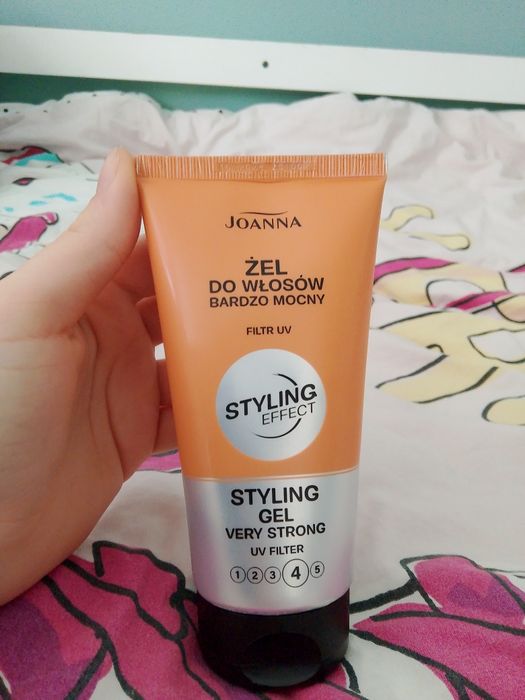 JOANNA
ŻEL
DO WŁOSÓW
BARDZO MOCNY
FILTR UV
STYLING
EFFECT
STYLING
GEL
VERY STRONG
UV FILTER
1 2 3 4 5